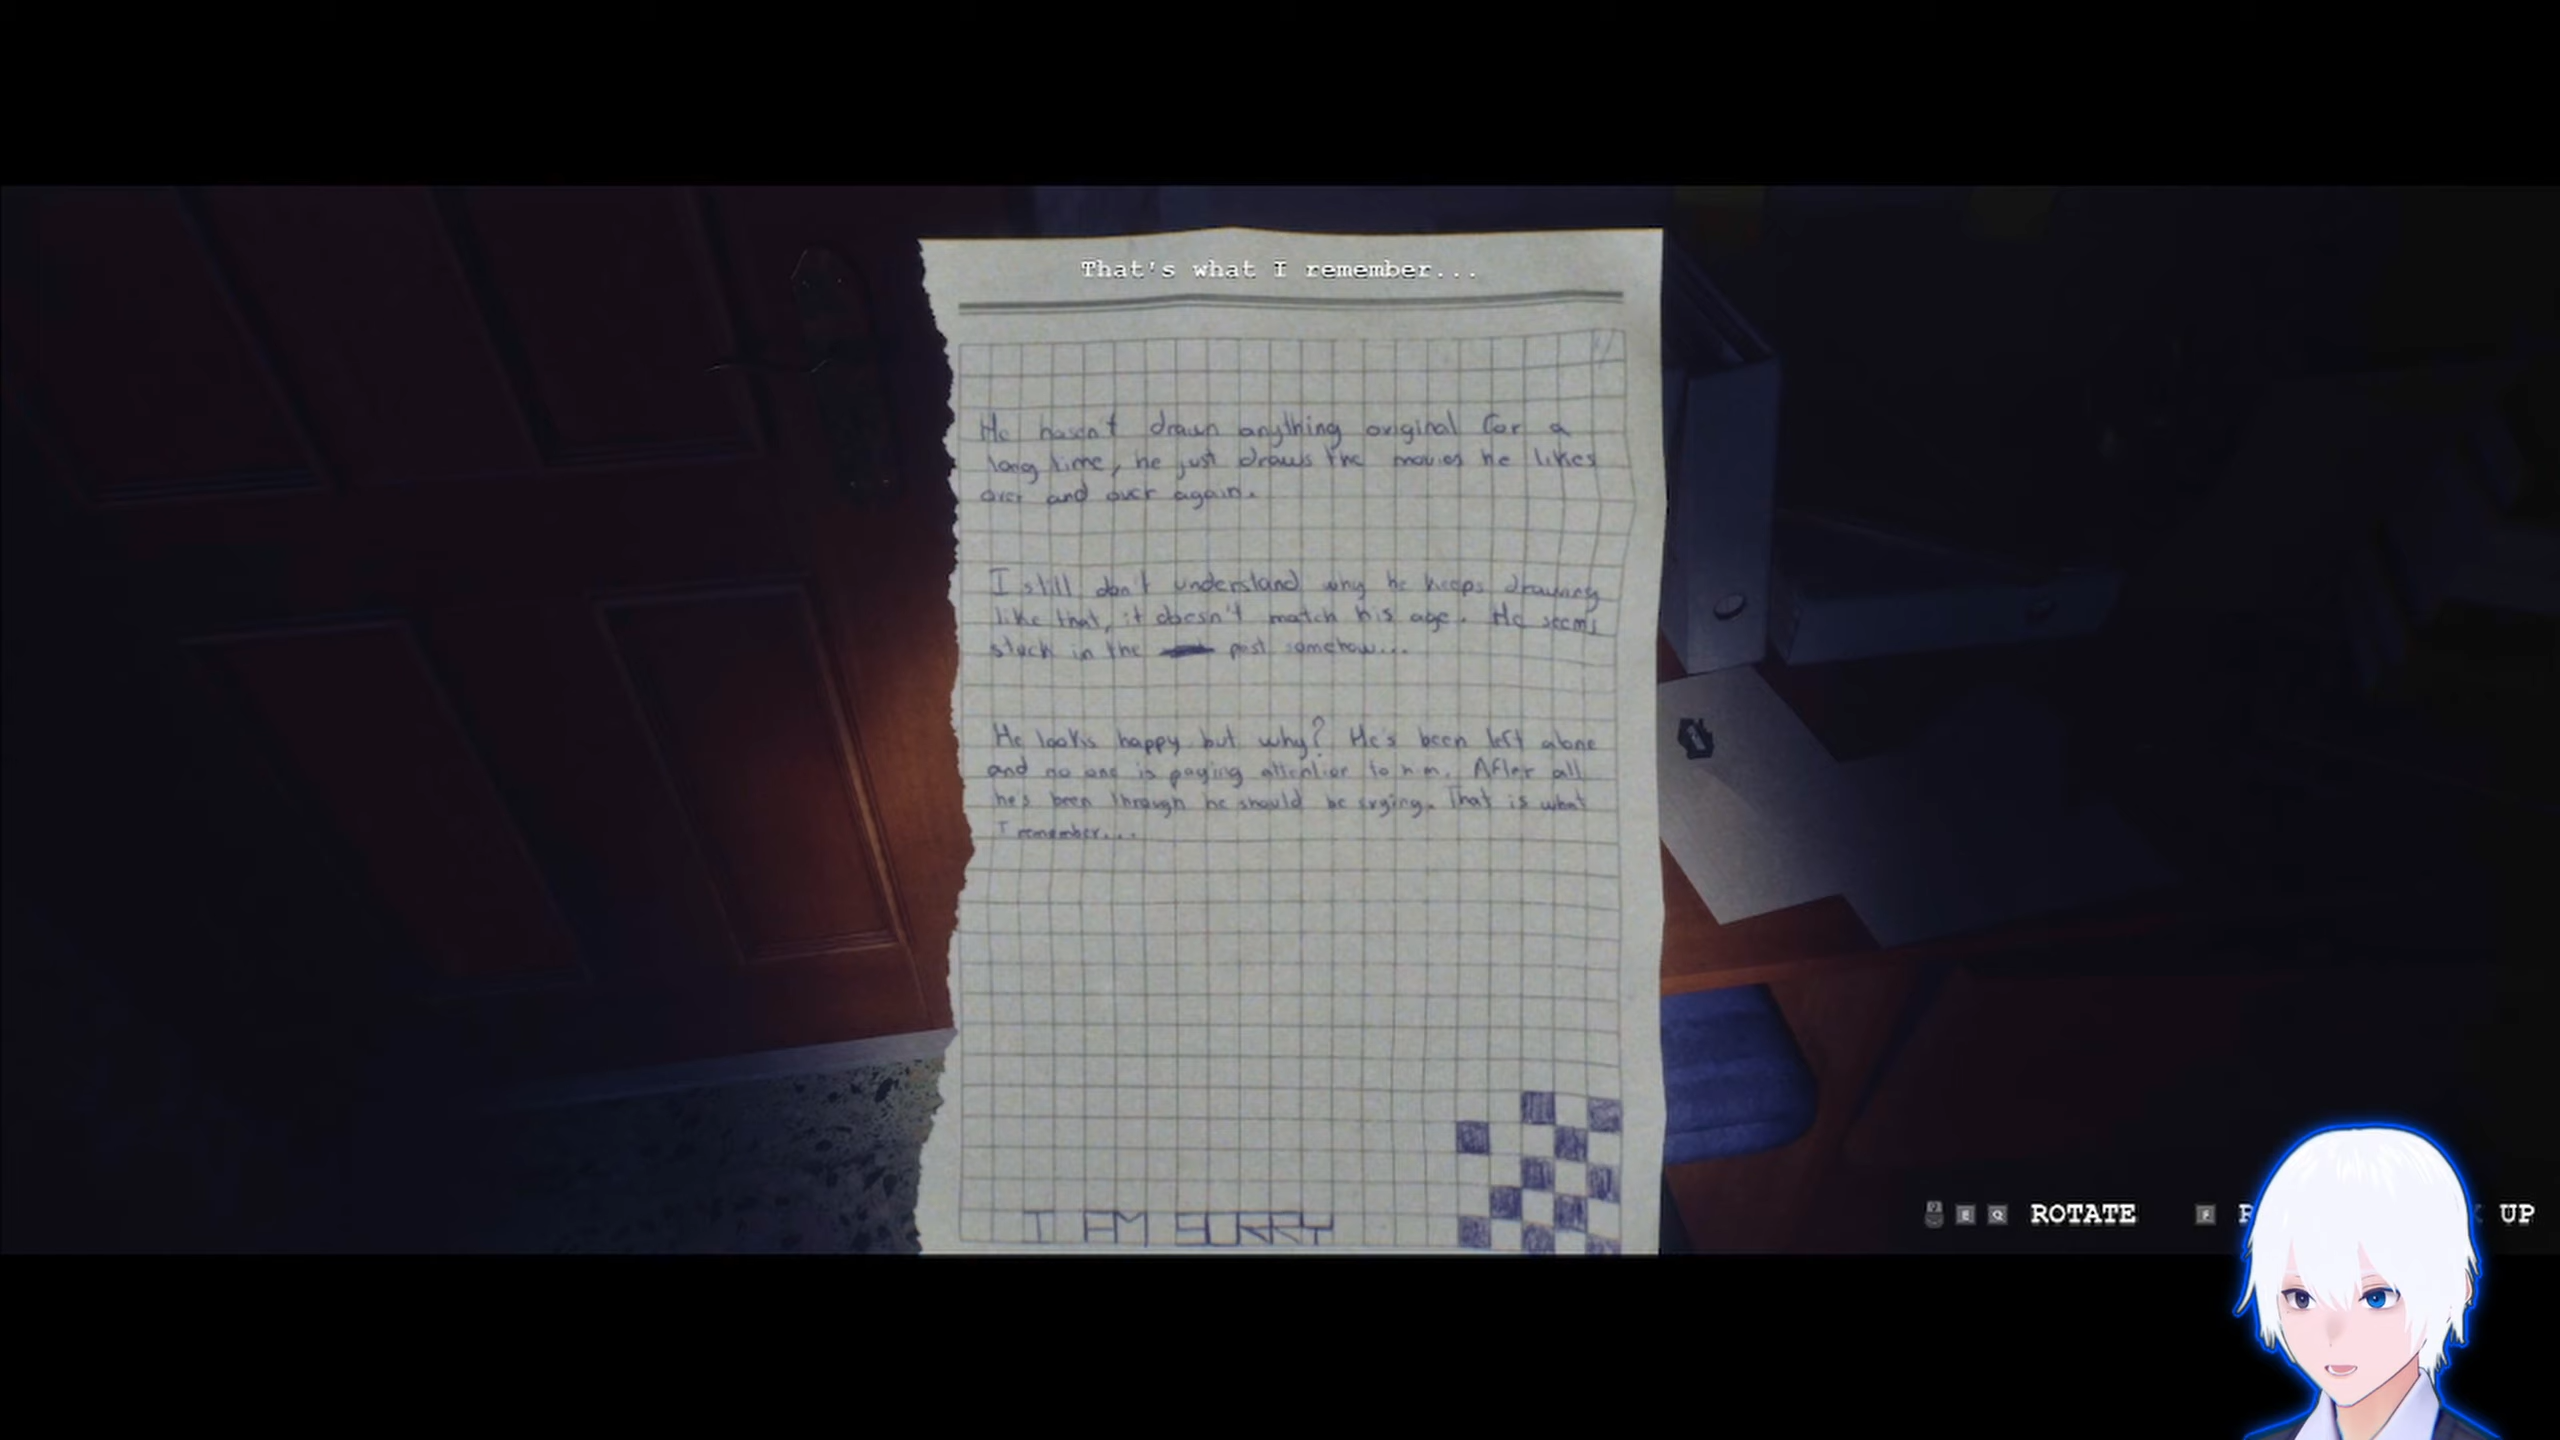 That's what I remember...
He hasn't drawn anything original for a
long time, he just draws the movies he likes
over and over again.
I still don't understand why he keeps drawing
like that, it doesn't match his age. He seems
stuck in the past somehow...
He looks happy but why? He's been left alone
and no one is paying attention to him. After all
he's been through he should be crying. That is what
I remember...
I AM SORRY
E Q ROTATE F UP